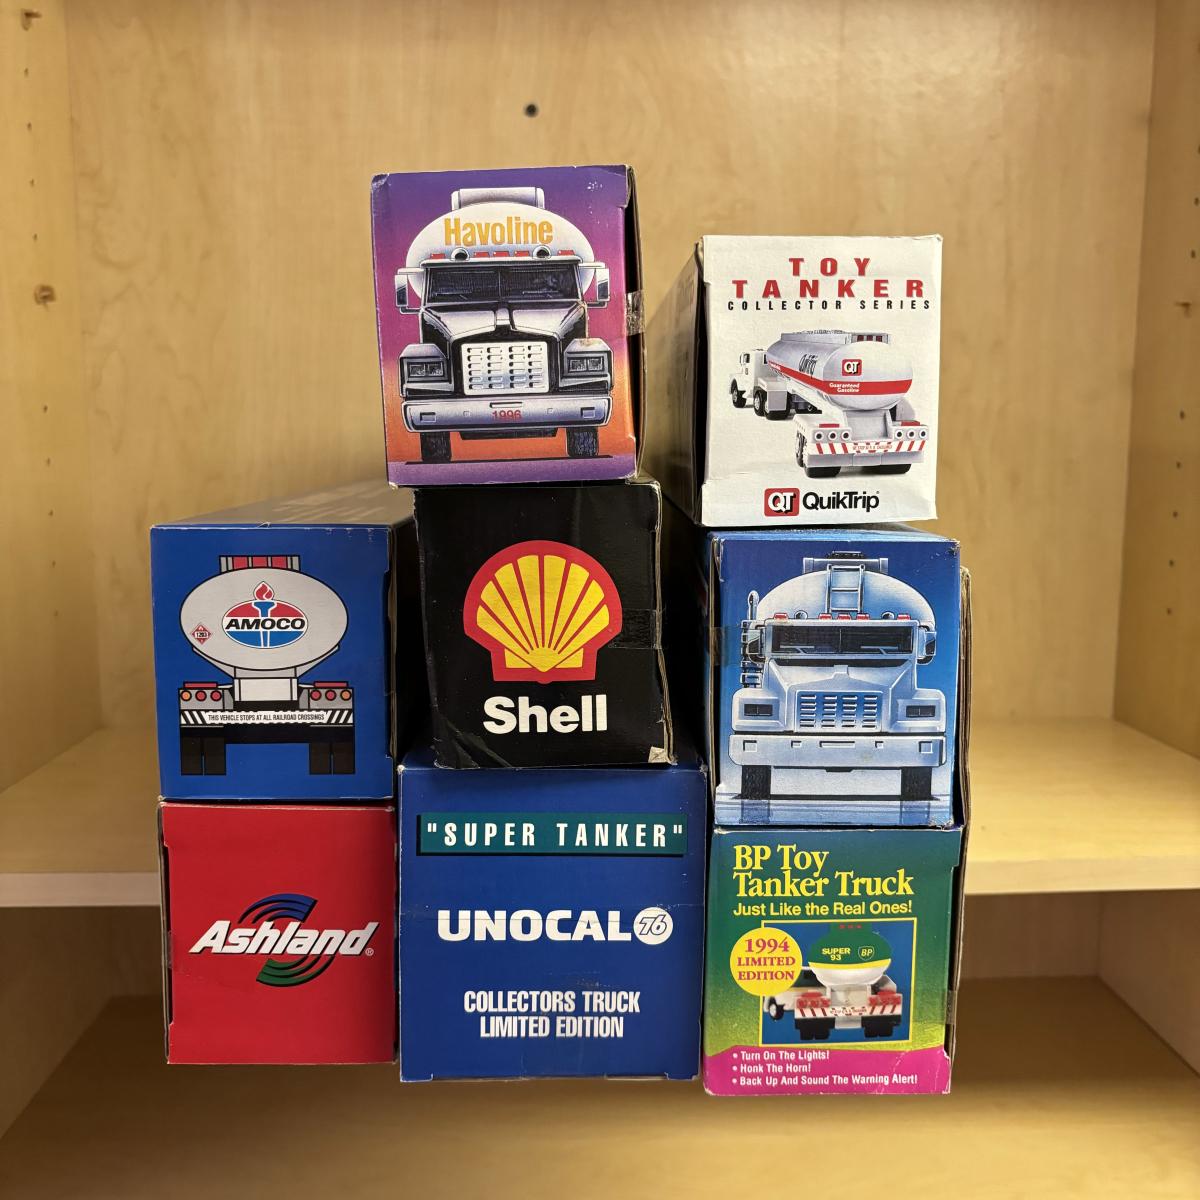 Havoline
1996
TOY
TANKER
COLLECTOR SERIES
QuikTrip
QT
Guaranteed
Gasoline
QT QuikTrip
AMOCO
1203
THIS VEHICLE STOPS AT ALL RAILROAD CROSSINGS
Shell
Ashland®
"SUPER TANKER"
UNOCAL 76
COLLECTORS TRUCK
LIMITED EDITION
BP Toy
Tanker Truck
Just Like the Real Ones!
1994
LIMITED
EDITION
SUPER
93
BP
• Turn On The Lights!
• Honk The Horn!
• Back Up And Sound The Warning Alert!